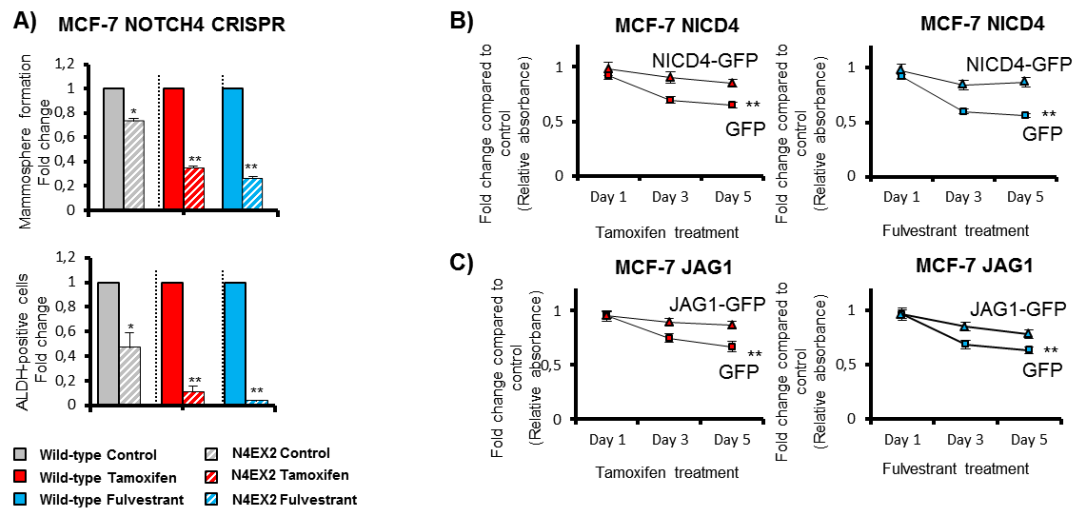 A)
MCF-7 NOTCH4 CRISPR
Mammosphere formation
Fold change
1,2
1
0,8
0,6
0,4
0,2
0
*
**
**
ALDH-positive cells
Fold change
1,2
1
0,8
0,6
0,4
0,2
0
*
**
**
Wild-type Control
N4EX2 Control
Wild-type Tamoxifen
N4EX2 Tamoxifen
Wild-type Fulvestrant
N4EX2 Fulvestrant
B)
MCF-7 NICD4
Fold change compared to
control
(Relative absorbance)
1
0,5
0
NICD4-GFP
**
GFP
Day 1 Day 3 Day 5
Tamoxifen treatment
MCF-7 NICD4
Fold change compared to
control
(Relative absorbance)
1
0,5
0
NICD4-GFP
**
GFP
Day 1 Day 3 Day 5
Fulvestrant treatment
C)
MCF-7 JAG1
Fold change compared to
control
(Relative absorbance)
1
0,5
0
JAG1-GFP
**
GFP
Day 1 Day 3 Day 5
Tamoxifen treatment
MCF-7 JAG1
Fold change compared to
control
(Relative absorbance)
1
0,5
0
JAG1-GFP
**
GFP
Day 1 Day 3 Day 5
Fulvestrant treatment